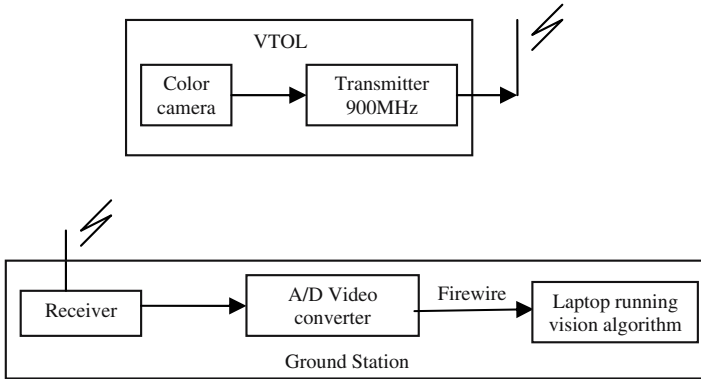 VTOL
Color
camera
Transmitter
900MHz
Receiver
A/D Video
converter
Firewire
Laptop running
vision algorithm
Ground Station